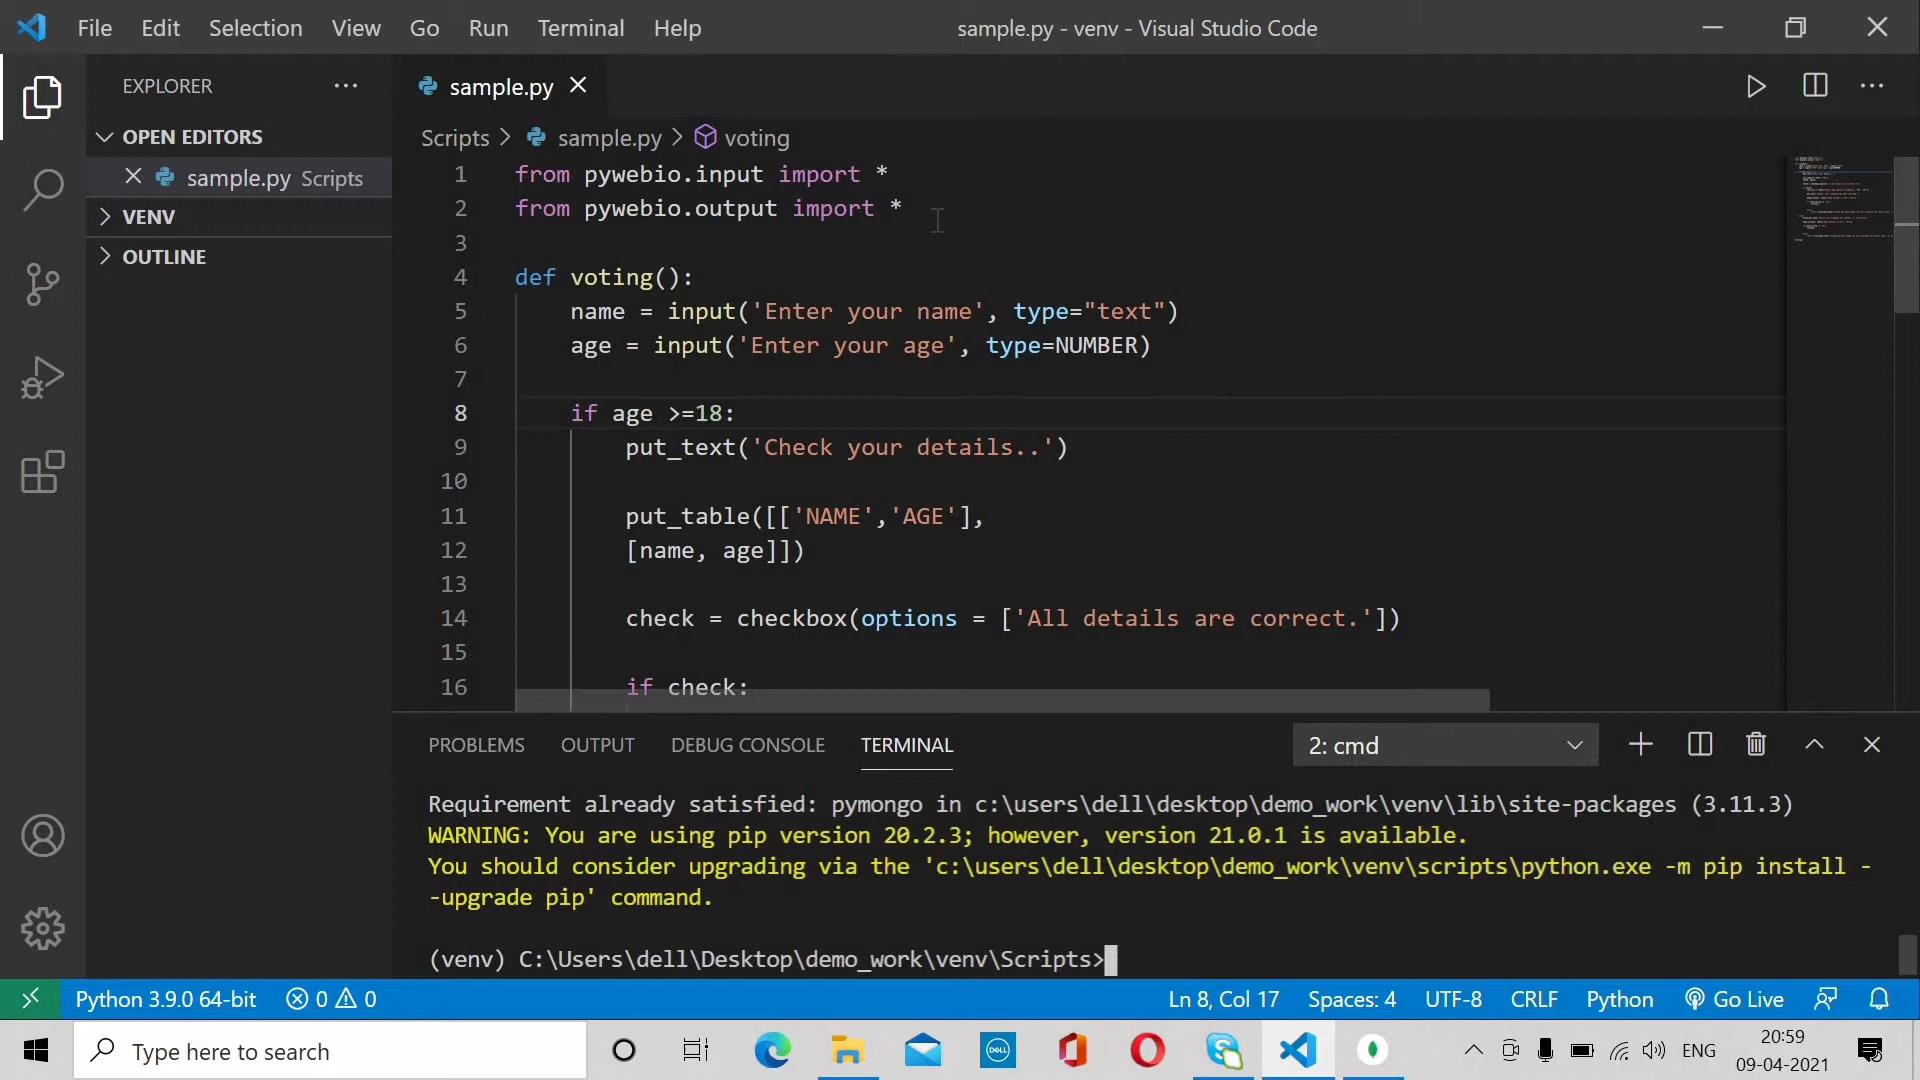 File Edit Selection View Go Run Terminal Help
sample.py - venv - Visual Studio Code
EXPLORER
OPEN EDITORS
sample.py Scripts
VENV
OUTLINE
sample.py
Scripts > sample.py > voting
1 from pywebio.input import *
2 from pywebio.output import *
3
4 def voting():
5 name = input('Enter your name', type="text")
6 age = input('Enter your age', type=NUMBER)
7
8 if age >=18:
9 put_text('Check your details..')
10
11 put_table([['NAME','AGE'],
12 [name, age]])
13
14 check = checkbox(options = ['All details are correct.'])
15
16 if check:
PROBLEMS OUTPUT DEBUG CONSOLE TERMINAL
2: cmd
Requirement already satisfied: pymongo in c:\users\dell\desktop\demo_work\venv\lib\site-packages (3.11.3)
WARNING: You are using pip version 20.2.3; however, version 21.0.1 is available.
You should consider upgrading via the 'c:\users\dell\desktop\demo_work\venv\scripts\python.exe -m pip install -
-upgrade pip' command.
(venv) C:\Users\dell\Desktop\demo_work\venv\Scripts>
Python 3.9.0 64-bit 0 0
Ln 8, Col 17 Spaces: 4 UTF-8 CRLF Python Go Live
Type here to search
DELL
ENG
20:59
09-04-2021